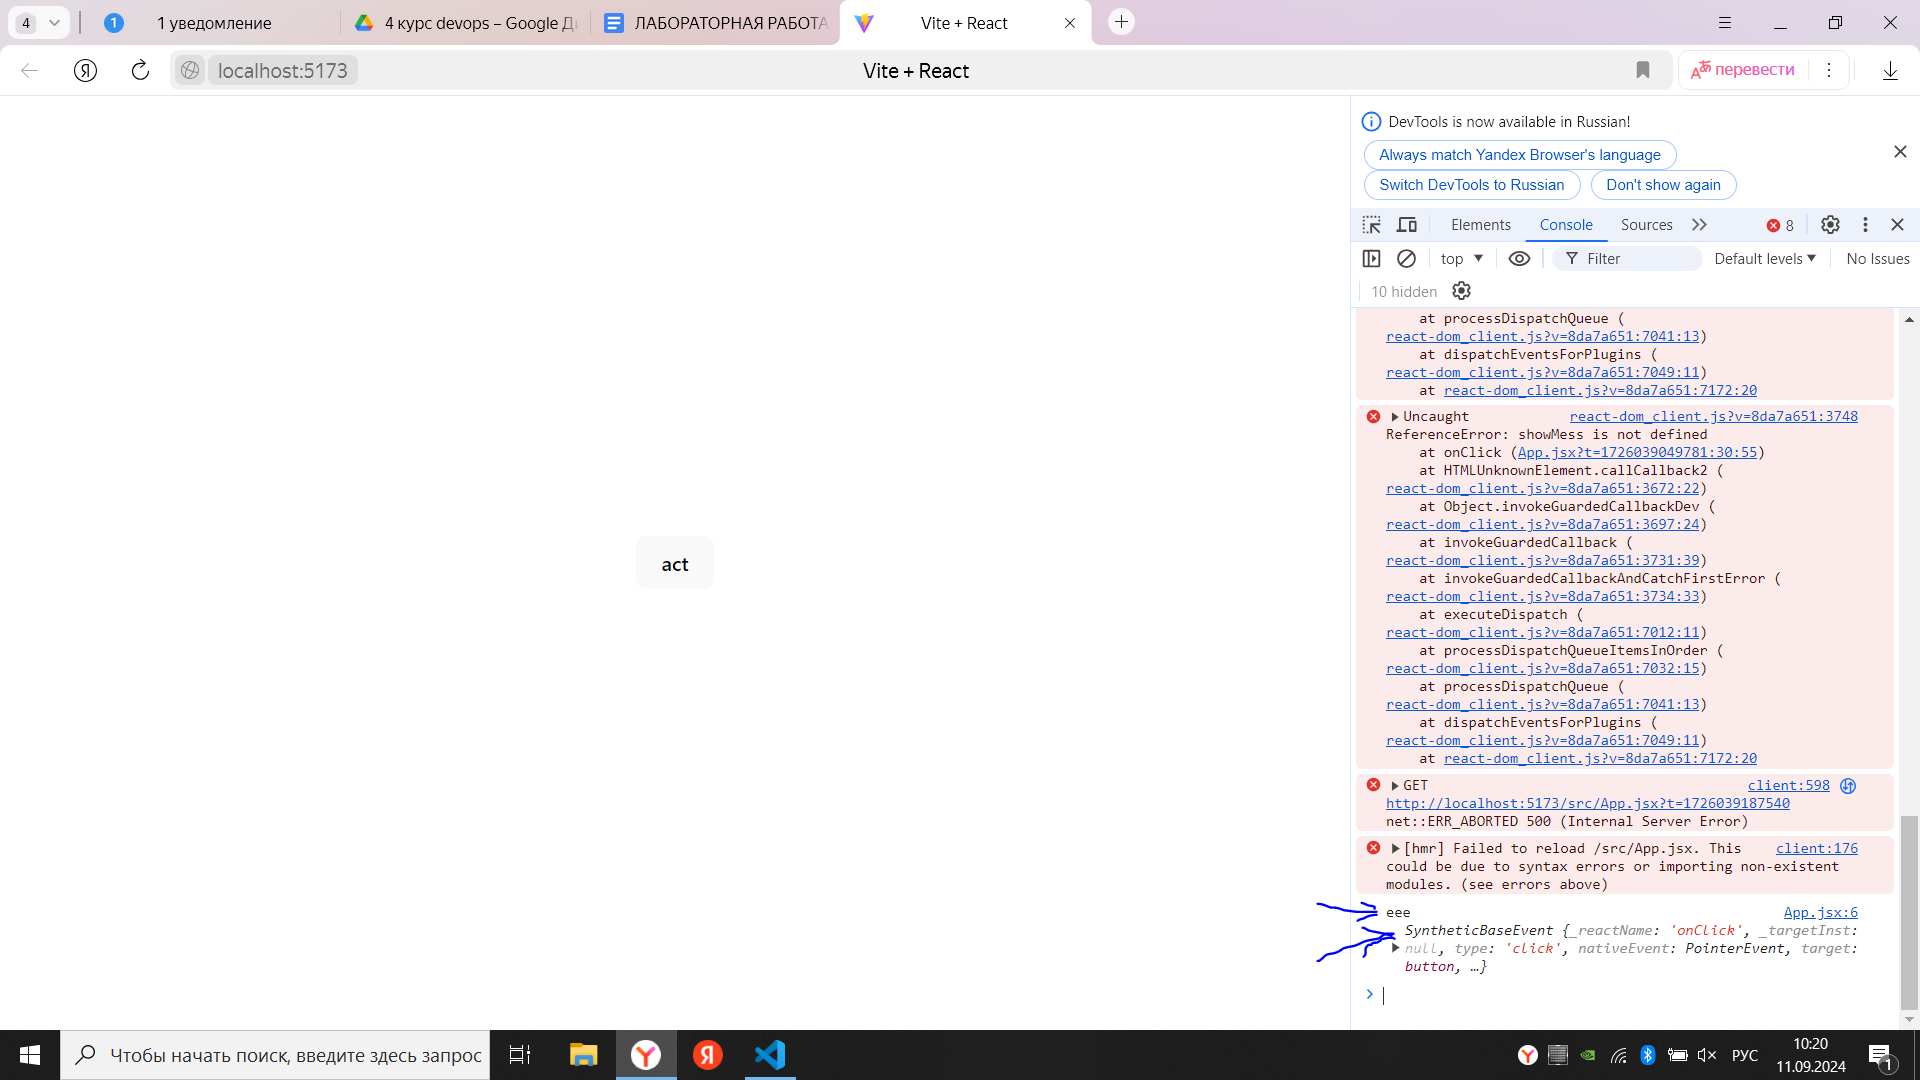 4
1
1 уведомление
4 курс devops – Google Д
ЛАБОРАТОРНАЯ РАБОТА
Vite + React
Я
localhost:5173
Vite + React
перевести
DevTools is now available in Russian!
Always match Yandex Browser's language
Switch DevTools to Russian
Don't show again
Elements
Console
Sources
8
top
Filter
Default levels
No Issues
10 hidden
at processDispatchQueue (
react-dom_client.js?v=8da7a651:7041:13)
at dispatchEventsForPlugins (
react-dom_client.js?v=8da7a651:7049:11)
at react-dom_client.js?v=8da7a651:7172:20
Uncaught react-dom_client.js?v=8da7a651:3748
ReferenceError: showMess is not defined
at onClick (App.jsx?t=1726039049781:30:55)
at HTMLUnknownElement.callCallback2 (
react-dom_client.js?v=8da7a651:3672:22)
at Object.invokeGuardedCallbackDev (
react-dom_client.js?v=8da7a651:3697:24)
at invokeGuardedCallback (
react-dom_client.js?v=8da7a651:3731:39)
at invokeGuardedCallbackAndCatchFirstError (
react-dom_client.js?v=8da7a651:3734:33)
at executeDispatch (
react-dom_client.js?v=8da7a651:7012:11)
at processDispatchQueueItemsInOrder (
react-dom_client.js?v=8da7a651:7032:15)
at processDispatchQueue (
react-dom_client.js?v=8da7a651:7041:13)
at dispatchEventsForPlugins (
react-dom_client.js?v=8da7a651:7049:11)
at react-dom_client.js?v=8da7a651:7172:20
GET client:598
http://localhost:5173/src/App.jsx?t=1726039187540
net::ERR_ABORTED 500 (Internal Server Error)
[hmr] Failed to reload /src/App.jsx. This client:176
could be due to syntax errors or importing non-existent
modules. (see errors above)
eee App.jsx:6
SyntheticBaseEvent {_reactName: 'onClick', _targetInst:
null, type: 'click', nativeEvent: PointerEvent, target:
button, …}
act
Чтобы начать поиск, введите здесь запрос
Y
Я
Y
РУС
10:20
11.09.2024
1